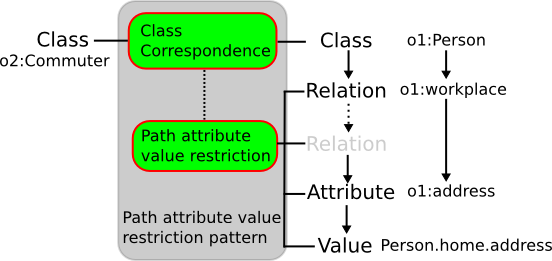 Class
o2:Commuter
Class
Correspondence
Class
o1:Person
Relation
o1:workplace
Path attribute
value restriction
Relation
Attribute
o1:address
Path attribute value
restriction pattern
Value
Person.home.address